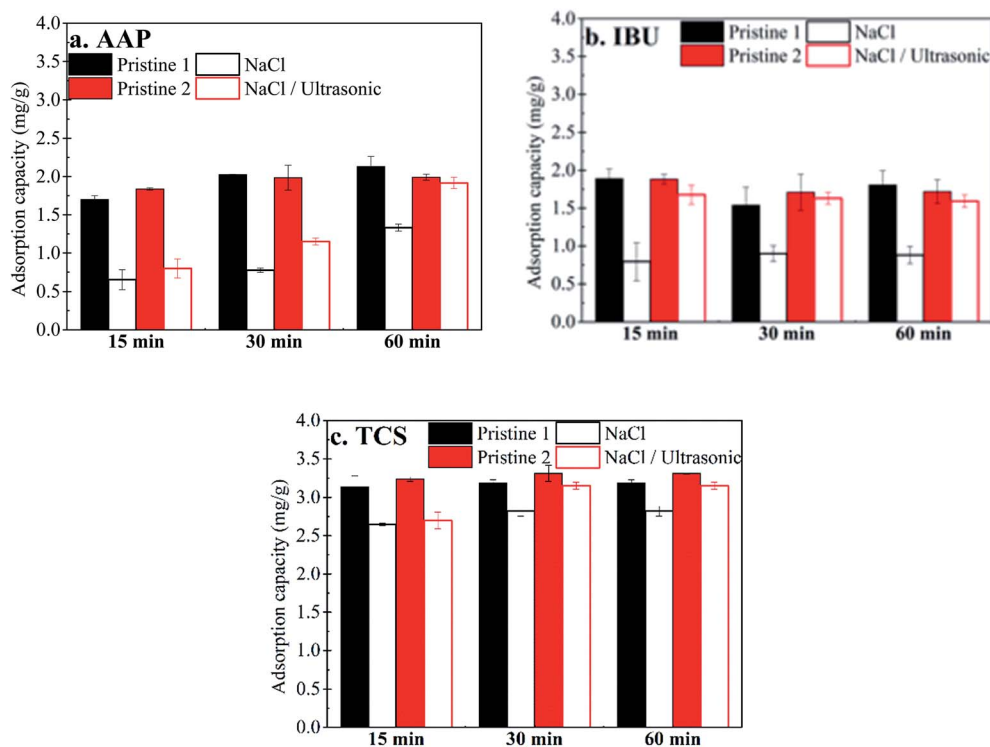 a. AAP
Pristine 1 NaCl
Pristine 2 NaCl / Ultrasonic
Adsorption capacity (mg/g)
4.0
3.5
3.0
2.5
2.0
1.5
1.0
0.5
0.0
15 min 30 min 60 min
b. IBU
Pristine 1 NaCl
Pristine 2 NaCl / Ultrasonic
Adsorption capacity (mg/g)
4.0
3.5
3.0
2.5
2.0
1.5
1.0
0.5
0.0
15 min 30 min 60 min
c. TCS
Pristine 1 NaCl
Pristine 2 NaCl / Ultrasonic
Adsorption capacity (mg/g)
4.0
3.5
3.0
2.5
2.0
1.5
1.0
0.5
0.0
15 min 30 min 60 min